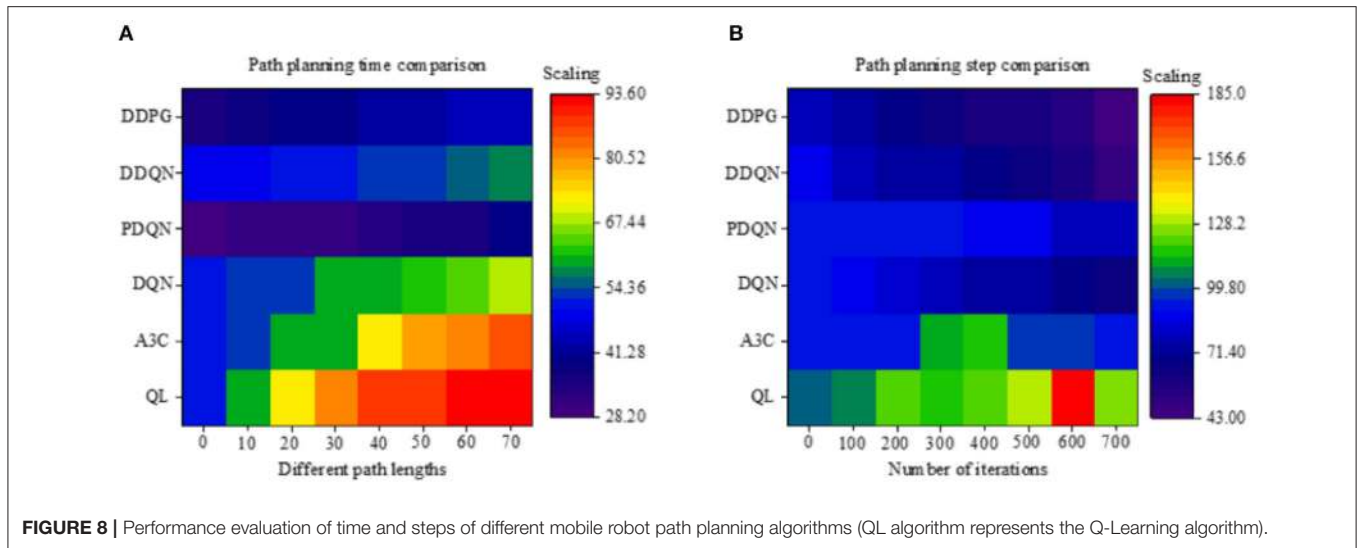 A
Path planning time comparison
Scaling
93.60
80.52
67.44
54.36
41.28
28.20
DDPG
DDQN
PDQN
DQN
A3C
QL
0 10 20 30 40 50 60 70
Different path lengths
B
Path planning step comparison
Scaling
185.0
156.6
128.2
99.80
71.40
43.00
DDPG
DDQN
PDQN
DQN
A3C
QL
0 100 200 300 400 500 600 700
Number of iterations
FIGURE 8 | Performance evaluation of time and steps of different mobile robot path planning algorithms (QL algorithm represents the Q-Learning algorithm).